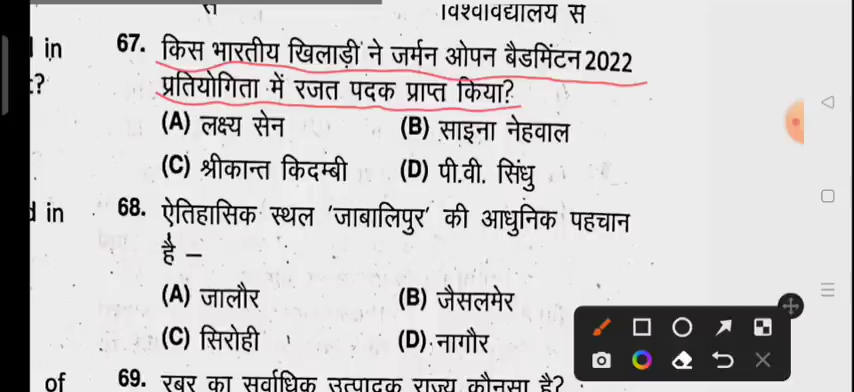 विश्वविद्यालय स
in
67. किस भारतीय खिलाड़ी ने जर्मन ओपन बैडमिंटन 2022
:?
प्रतियोगिता में रजत पदक प्राप्त किया?
(A) लक्ष्य सेन (B) साइना नेहवाल
(C) श्रीकान्त किदम्बी (D) पी.वी. सिंधु
d in
68. ऐतिहासिक स्थल 'जाबालिपुर' की आधुनिक पहचान
है –
(A) जालौर (B) जैसलमेर
(C) सिरोही (D) नागौर
of
69. रबर का सर्वाधिक उत्पादक राज्य कौनसा है?